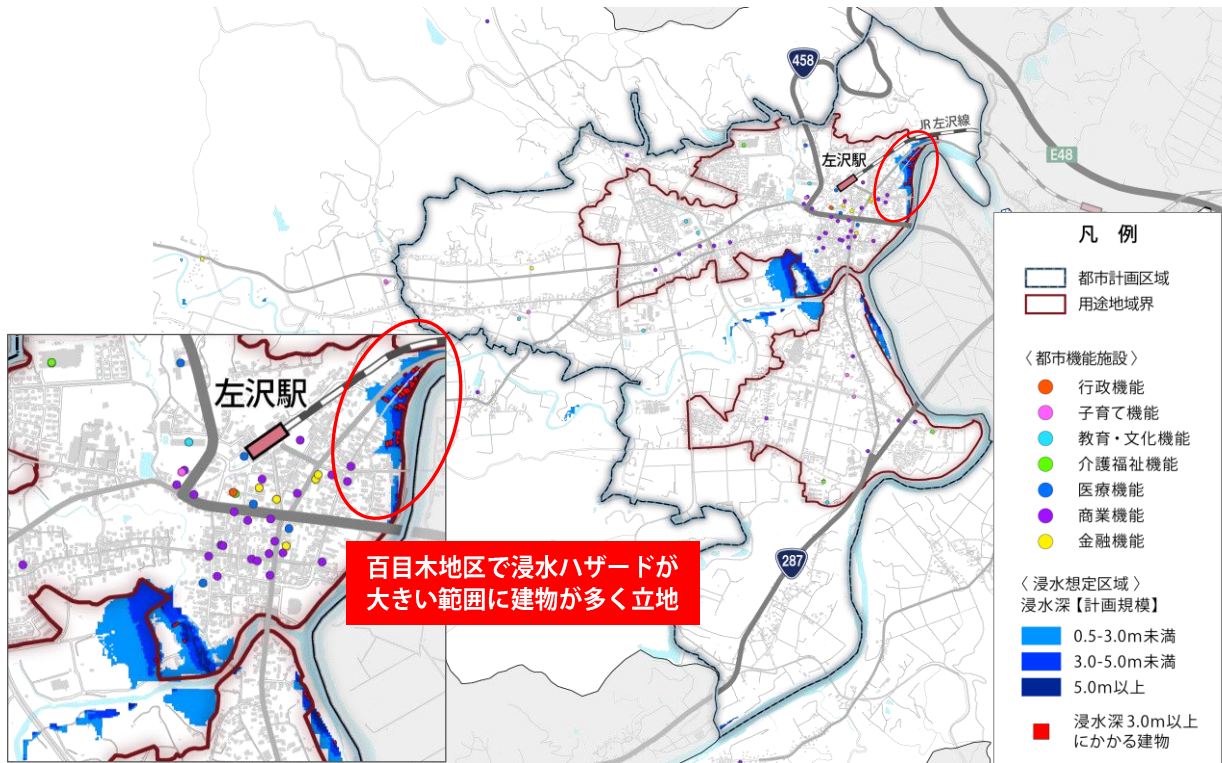 458
JR左沢線
左沢駅
E48
左沢駅
百目木地区で浸水ハザードが
大きい範囲に建物が多く立地
287
凡 例
都市計画区域
用途地域界
〈都市機能施設〉
行政機能
子育て機能
教育・文化機能
介護福祉機能
医療機能
商業機能
金融機能
〈浸水想定区域〉
浸水深【計画規模】
0.5-3.0m未満
3.0-5.0m未満
5.0m以上
浸水深3.0m以上
にかかる建物